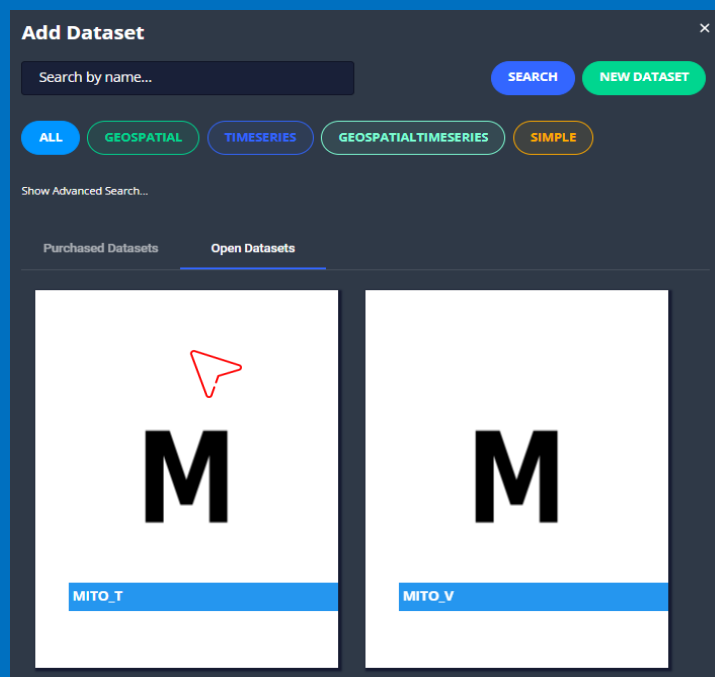 Add Dataset
×
Search by name...
SEARCH
NEW DATASET
ALL
GEOSPATIAL
TIMESERIES
GEOSPATIALTIMESERIES
SIMPLE
Show Advanced Search...
Purchased Datasets
Open Datasets
M
M
MITO_T
MITO_V